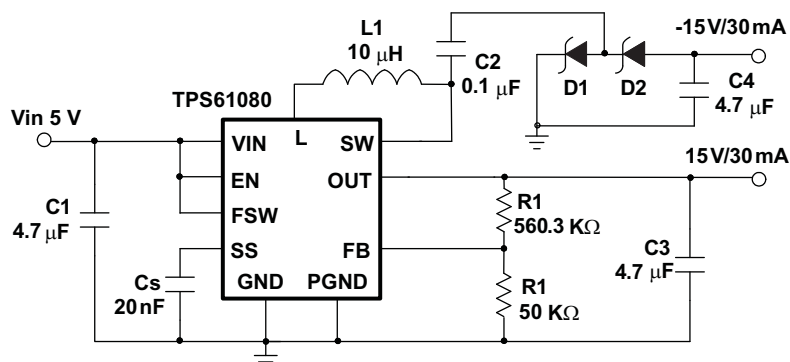 L1
10 μH
C2
0.1 μF
-15V/30mA
D1
D2
C4
4.7 μF
TPS61080
Vin 5 V
L
VIN
SW
15V/30mA
EN
OUT
C1
4.7 μF
FSW
R1
560.3 KΩ
SS
FB
C3
4.7 μF
Cs
20nF
GND
PGND
R1
50 KΩ